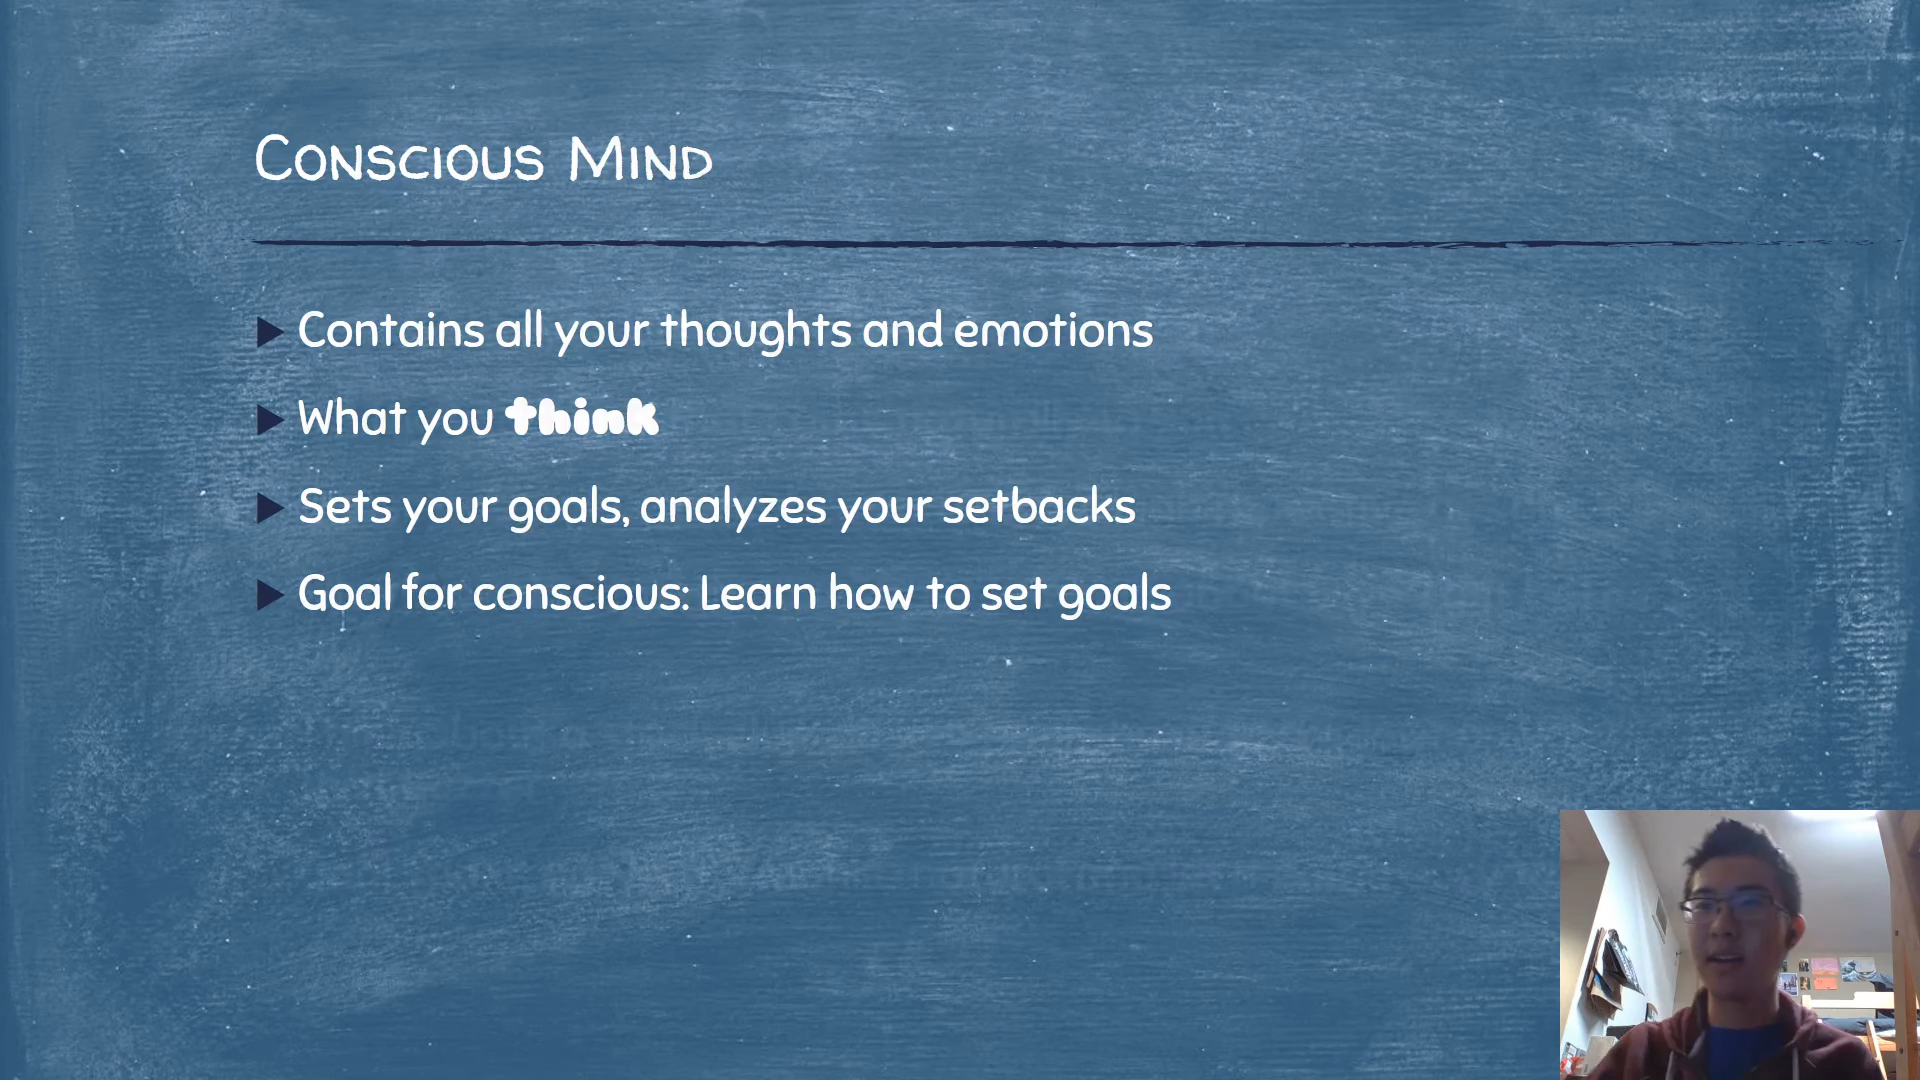 Conscious Mind
Contains all your thoughts and emotions
What you think
Sets your goals, analyzes your setbacks
Goal for conscious: Learn how to set goals